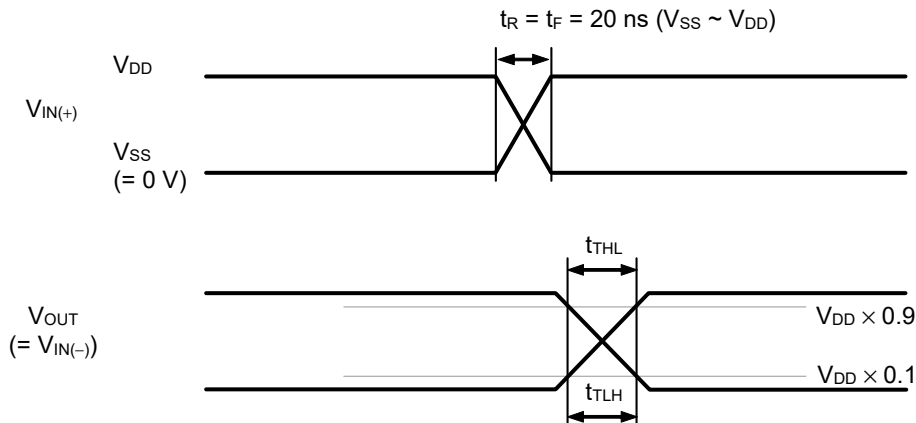 tR = tF = 20 ns (VSS ~ VDD)
VDD
VIN(+)
VSS
(= 0 V)
tTHL
VOUT
(= VIN(−))
VDD × 0.9
VDD × 0.1
tTLH